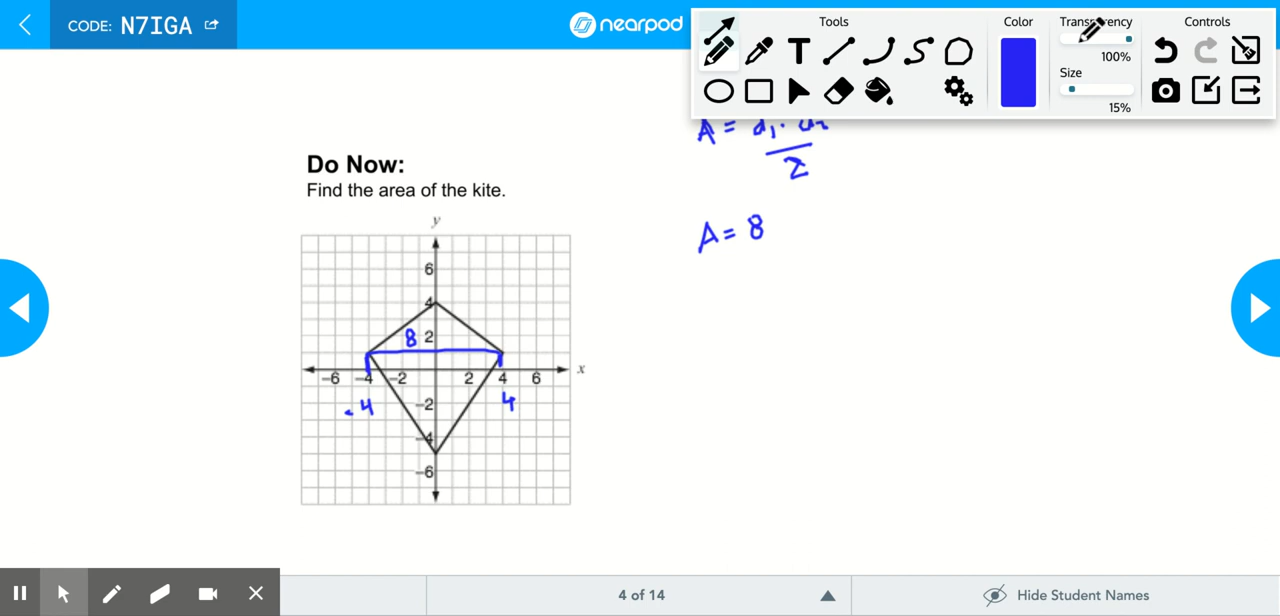 CODE: N7IGA
nearpod
Tools
Color
Transparency
Controls
T
100%
Size
15%
A = d₁ · d₂
2
Do Now:
Find the area of the kite.
A = 8
y
6
4
8 2
-6 -4 -2 2 4 6 x
-4 -2 4
-4
-6
4 of 14
Hide Student Names